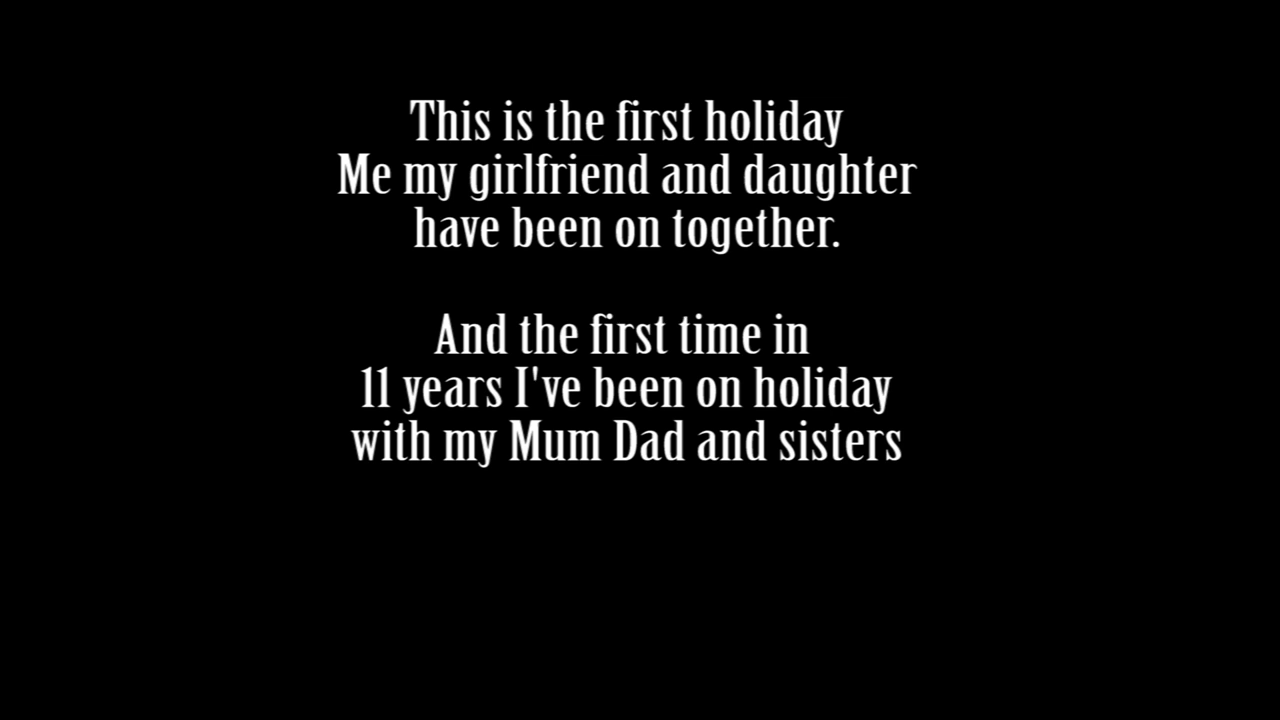 This is the first holiday
Me my girlfriend and daughter
have been on together.
And the first time in
11 years I've been on holiday
with my Mum Dad and sisters